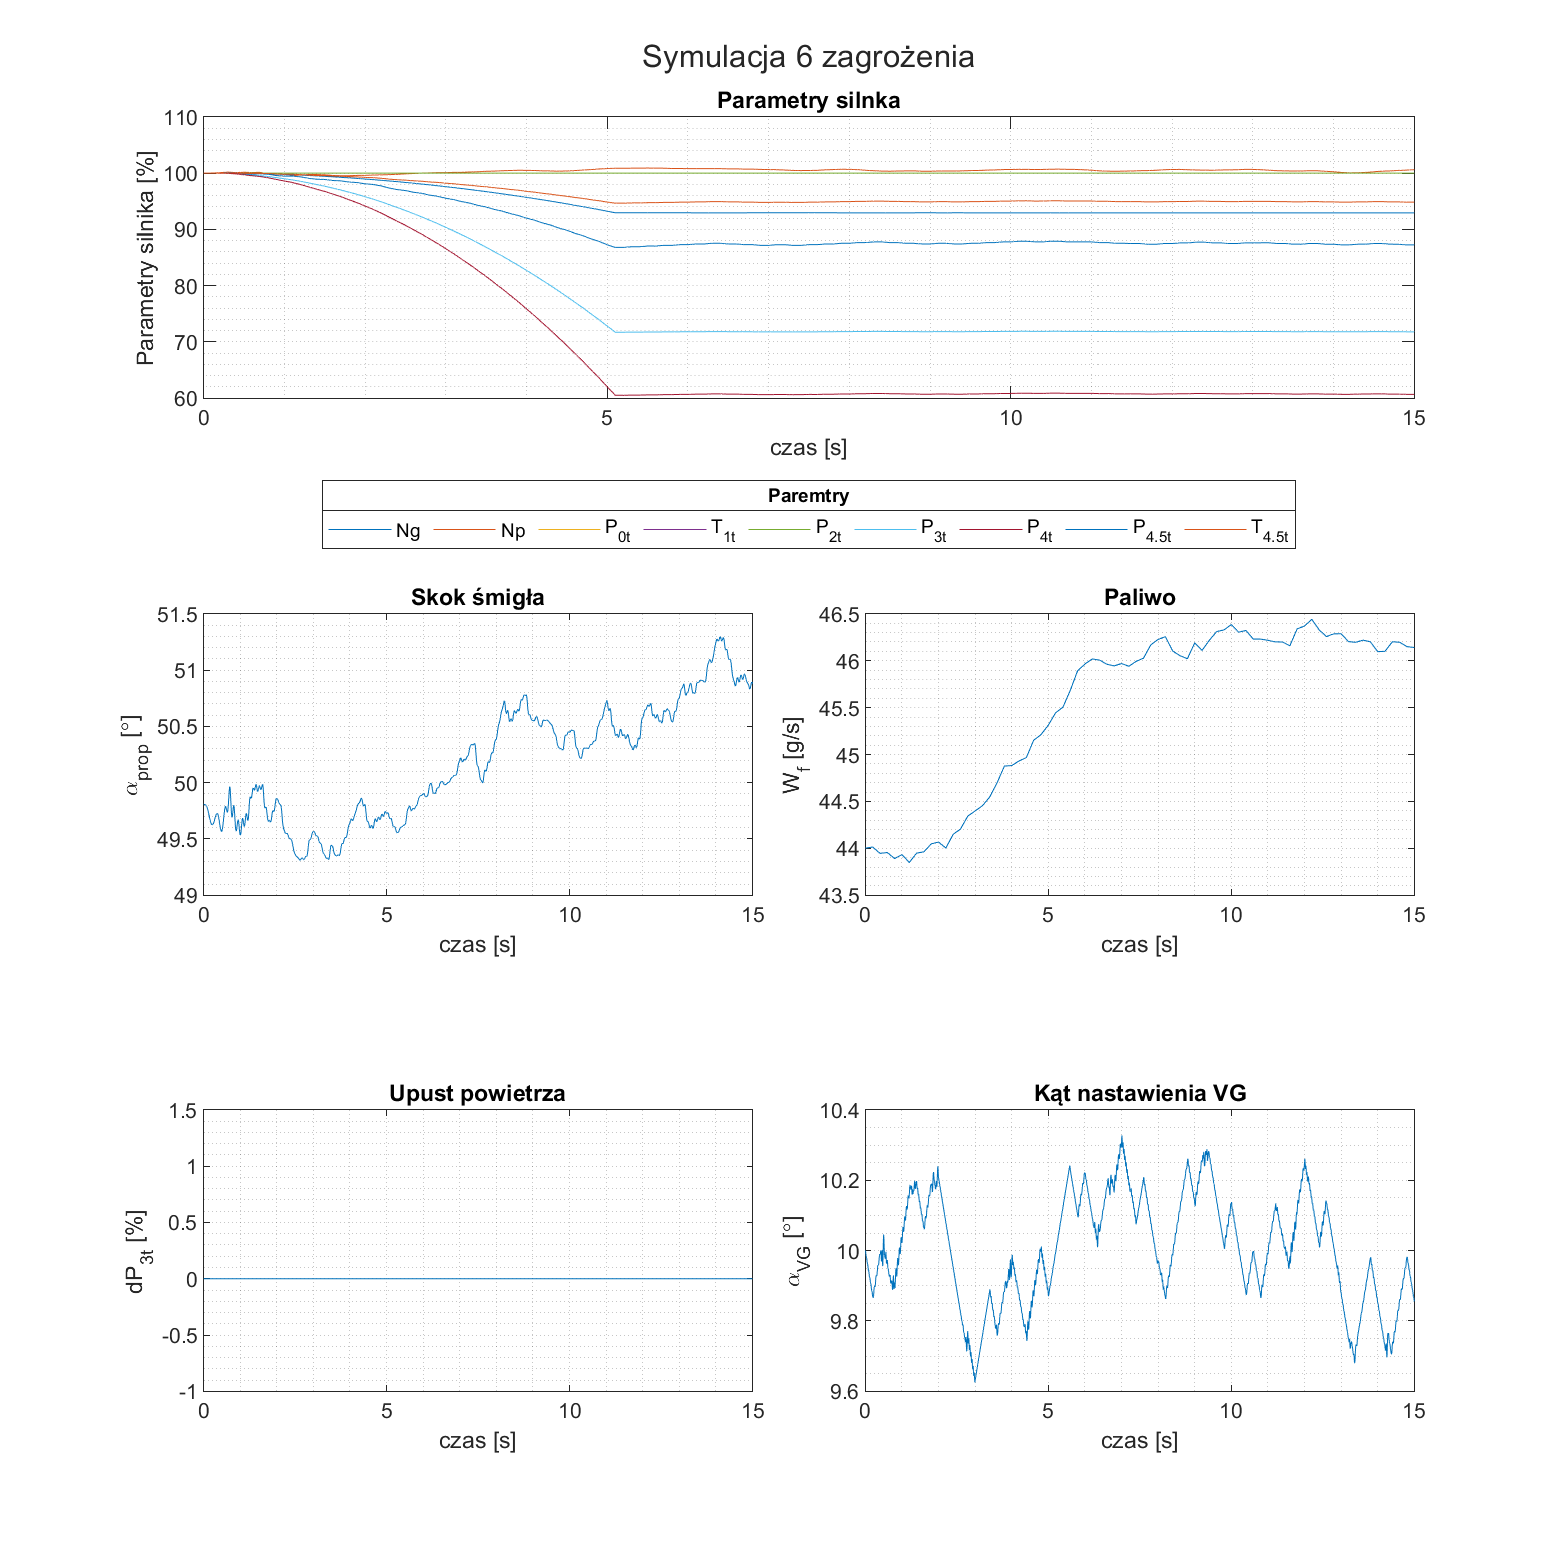 Symulacja 6 zagrożenia
Parametry silnka
Parametry silnika [%]
110
100
90
80
70
60
0
5
10
15
czas [s]
Paremtry
Ng Np P0t T1t P2t P3t P4t P4.5t T4.5t
Skok śmigła
αprop [°]
51.5
51
50.5
50
49.5
49
0
5
10
15
czas [s]
Paliwo
Wf [g/s]
46.5
46
45.5
45
44.5
44
43.5
0
5
10
15
czas [s]
Upust powietrza
dP3t [%]
1.5
1
0.5
0
-0.5
-1
0
5
10
15
czas [s]
Kąt nastawienia VG
αVG [°]
10.4
10.2
10
9.8
9.6
0
5
10
15
czas [s]